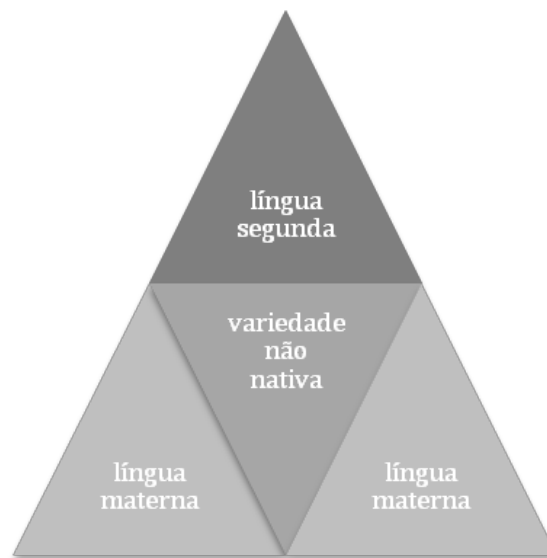 língua
segunda
variedade
não
nativa
língua
materna
língua
materna